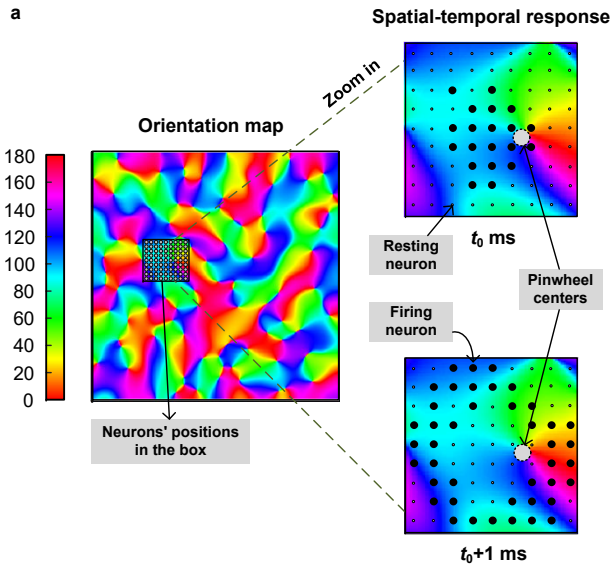 a
Spatial-temporal response
Zoom in
Orientation map
180
160
140
120
100
80
60
40
20
0
t0 ms
Resting
neuron
Pinwheel
centers
Firing
neuron
Neurons' positions
in the box
t0+1 ms